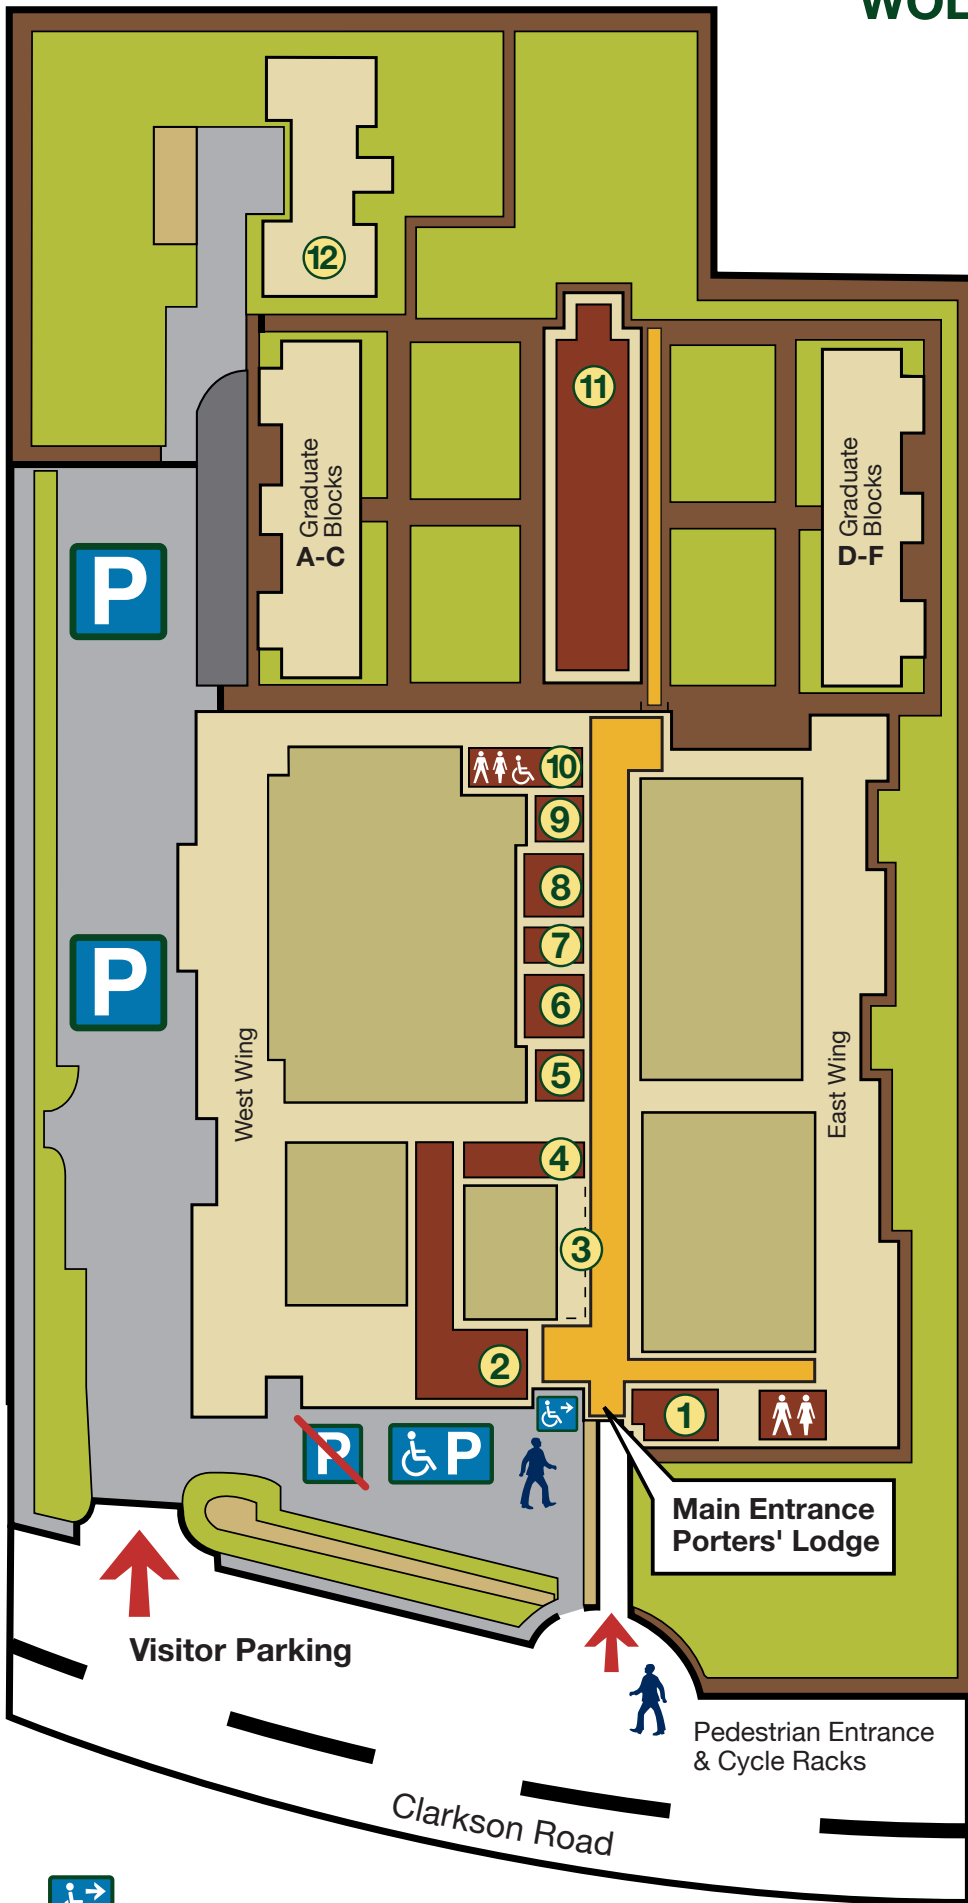 12
11
Graduate
Blocks
A-C
Graduate
Blocks
D-F
P
10
9
8
7
P
6
5
West Wing
East Wing
4
3
2
1
P
P
Main Entrance
Porters' Lodge
Visitor Parking
Pedestrian Entrance
& Cycle Racks
Clarkson Road